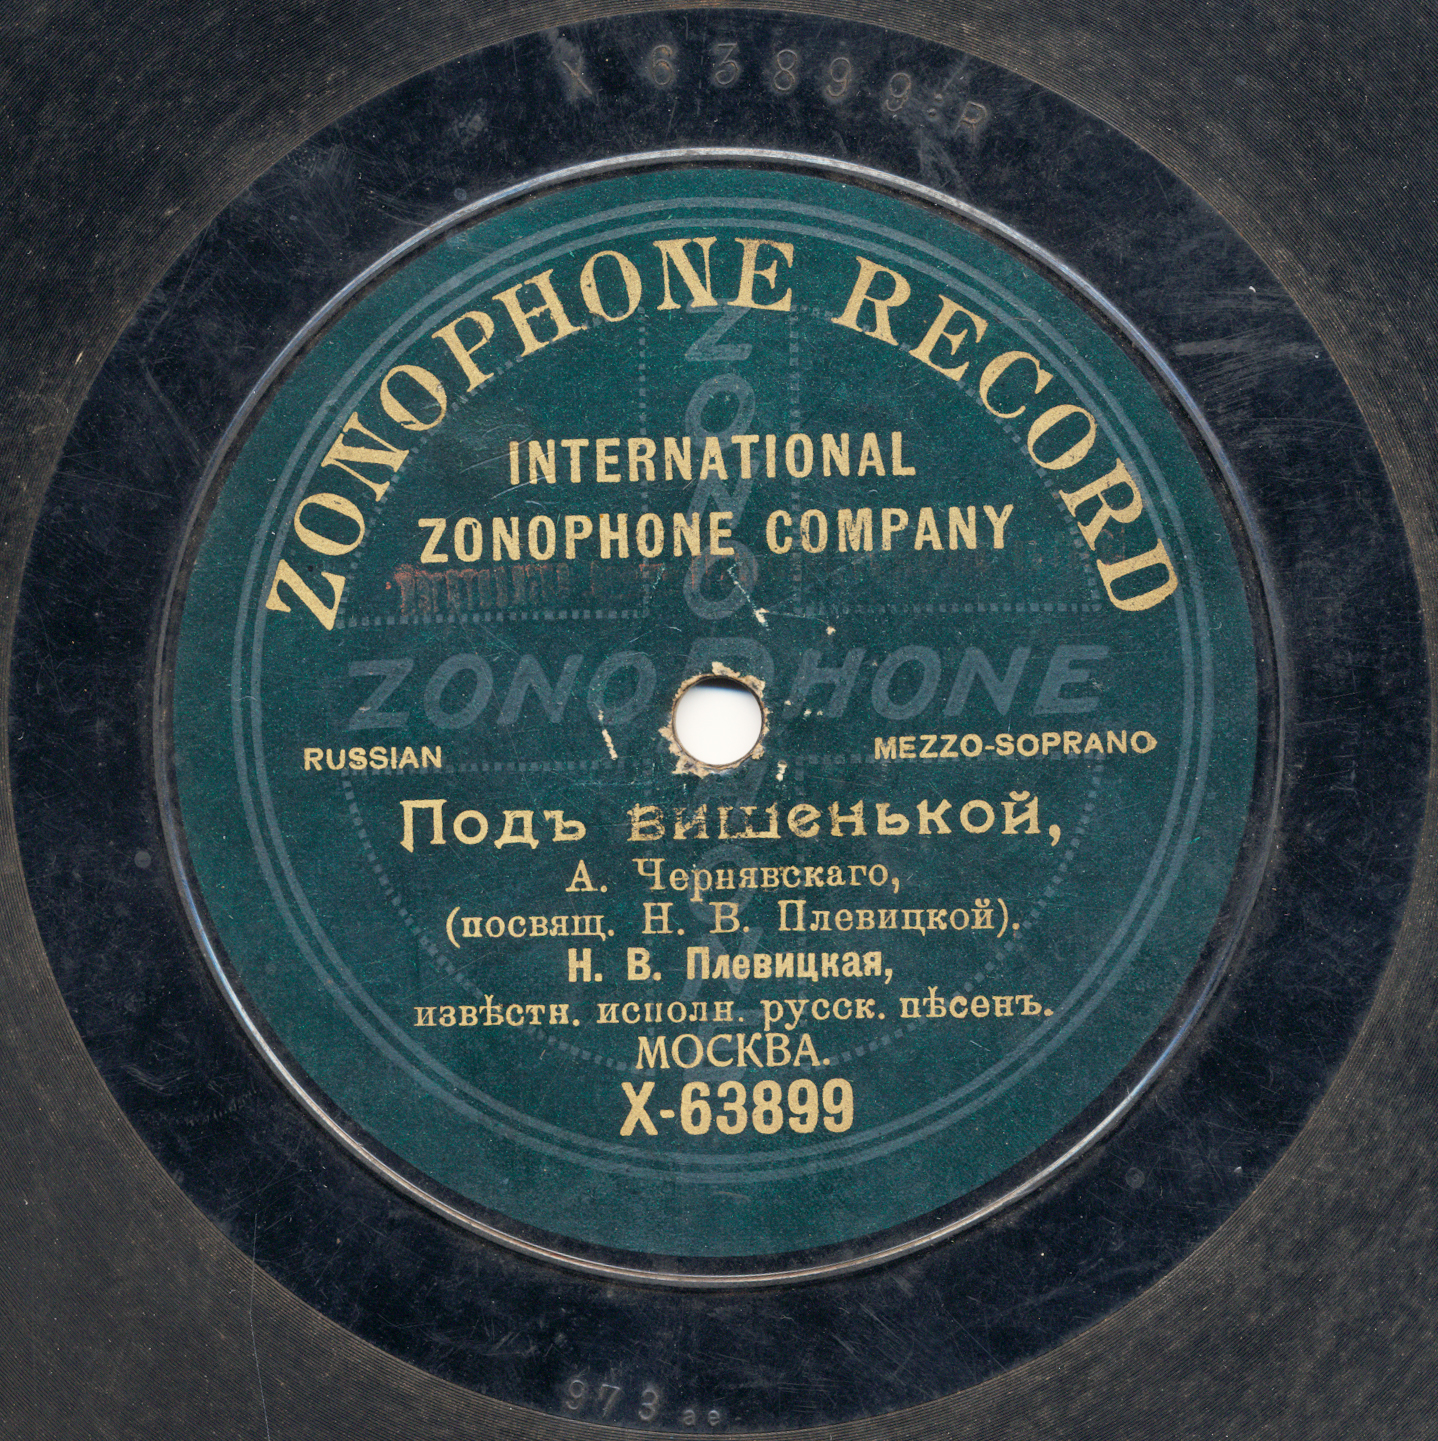 X 63899:R
ZONOPHONE RECORD
INTERNATIONAL
ZONOPHONE COMPANY
ZONOPHONE
ZONOPHONE
RUSSIAN
MEZZO-SOPRANO
Подъ вишенькой,
А. Чернявскаго,
(посвящ. Н. В. Плевицкой).
Н. В. Плевицкая,
извѣстн. исполн. русск. пѣсенъ.
МОСКВА.
X-63899
973 ae